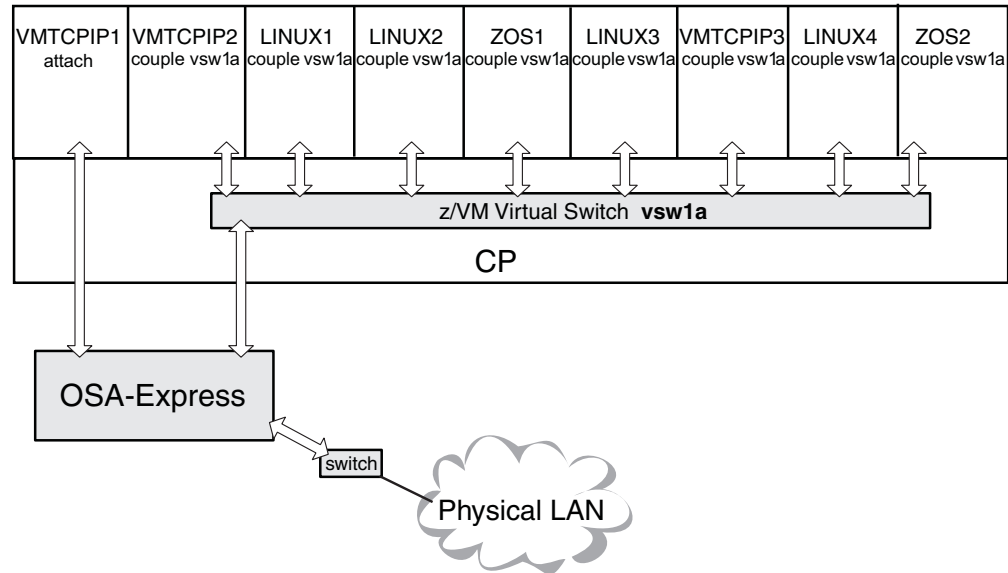 VMTCPIP1
attach
VMTCPIP2
couple vsw1a
LINUX1
couple vsw1a
LINUX2
couple vsw1a
ZOS1
couple vsw1a
LINUX3
couple vsw1a
VMTCPIP3
couple vsw1a
LINUX4
couple vsw1a
ZOS2
couple vsw1a
z/VM Virtual Switch vsw1a
CP
OSA-Express
switch
Physical LAN